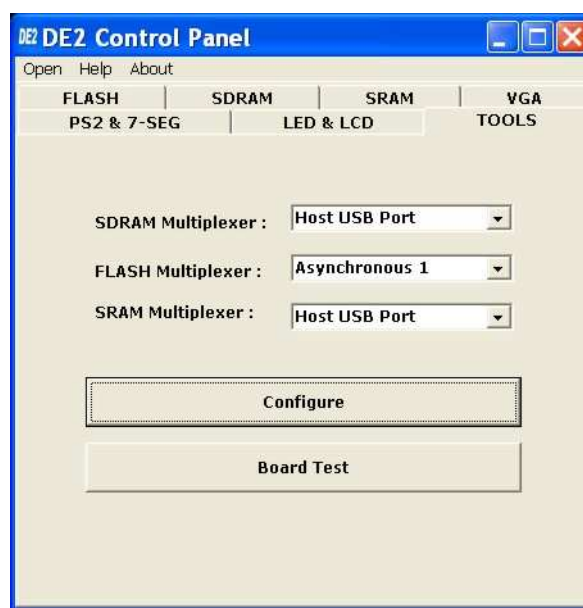 DE2 DE2 Control Panel
Open Help About
FLASH SDRAM SRAM VGA
PS2 & 7-SEG LED & LCD TOOLS
SDRAM Multiplexer : Host USB Port
FLASH Multiplexer : Asynchronous 1
SRAM Multiplexer : Host USB Port
Configure
Board Test